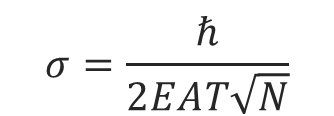 σ = ℏ / (2EAT√N)